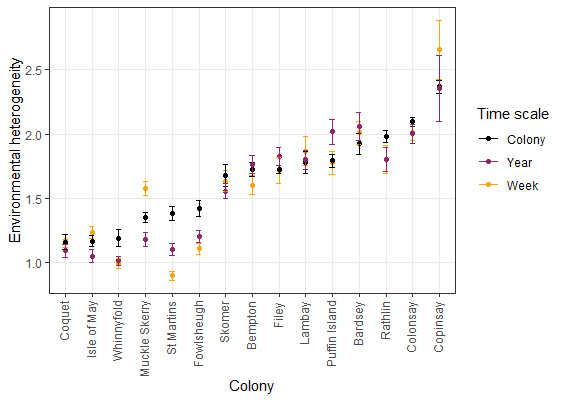 Environmental heterogeneity
2.5
2.0
1.5
1.0
Coquet
Isle of May
Whinnyfold
Muckle Skerry
St Martins
Fowlsheugh
Skomer
Bempton
Filey
Lambay
Puffin Island
Bardsey
Rathlin
Colonsay
Copinsay
Colony
Time scale
Colony
Year
Week